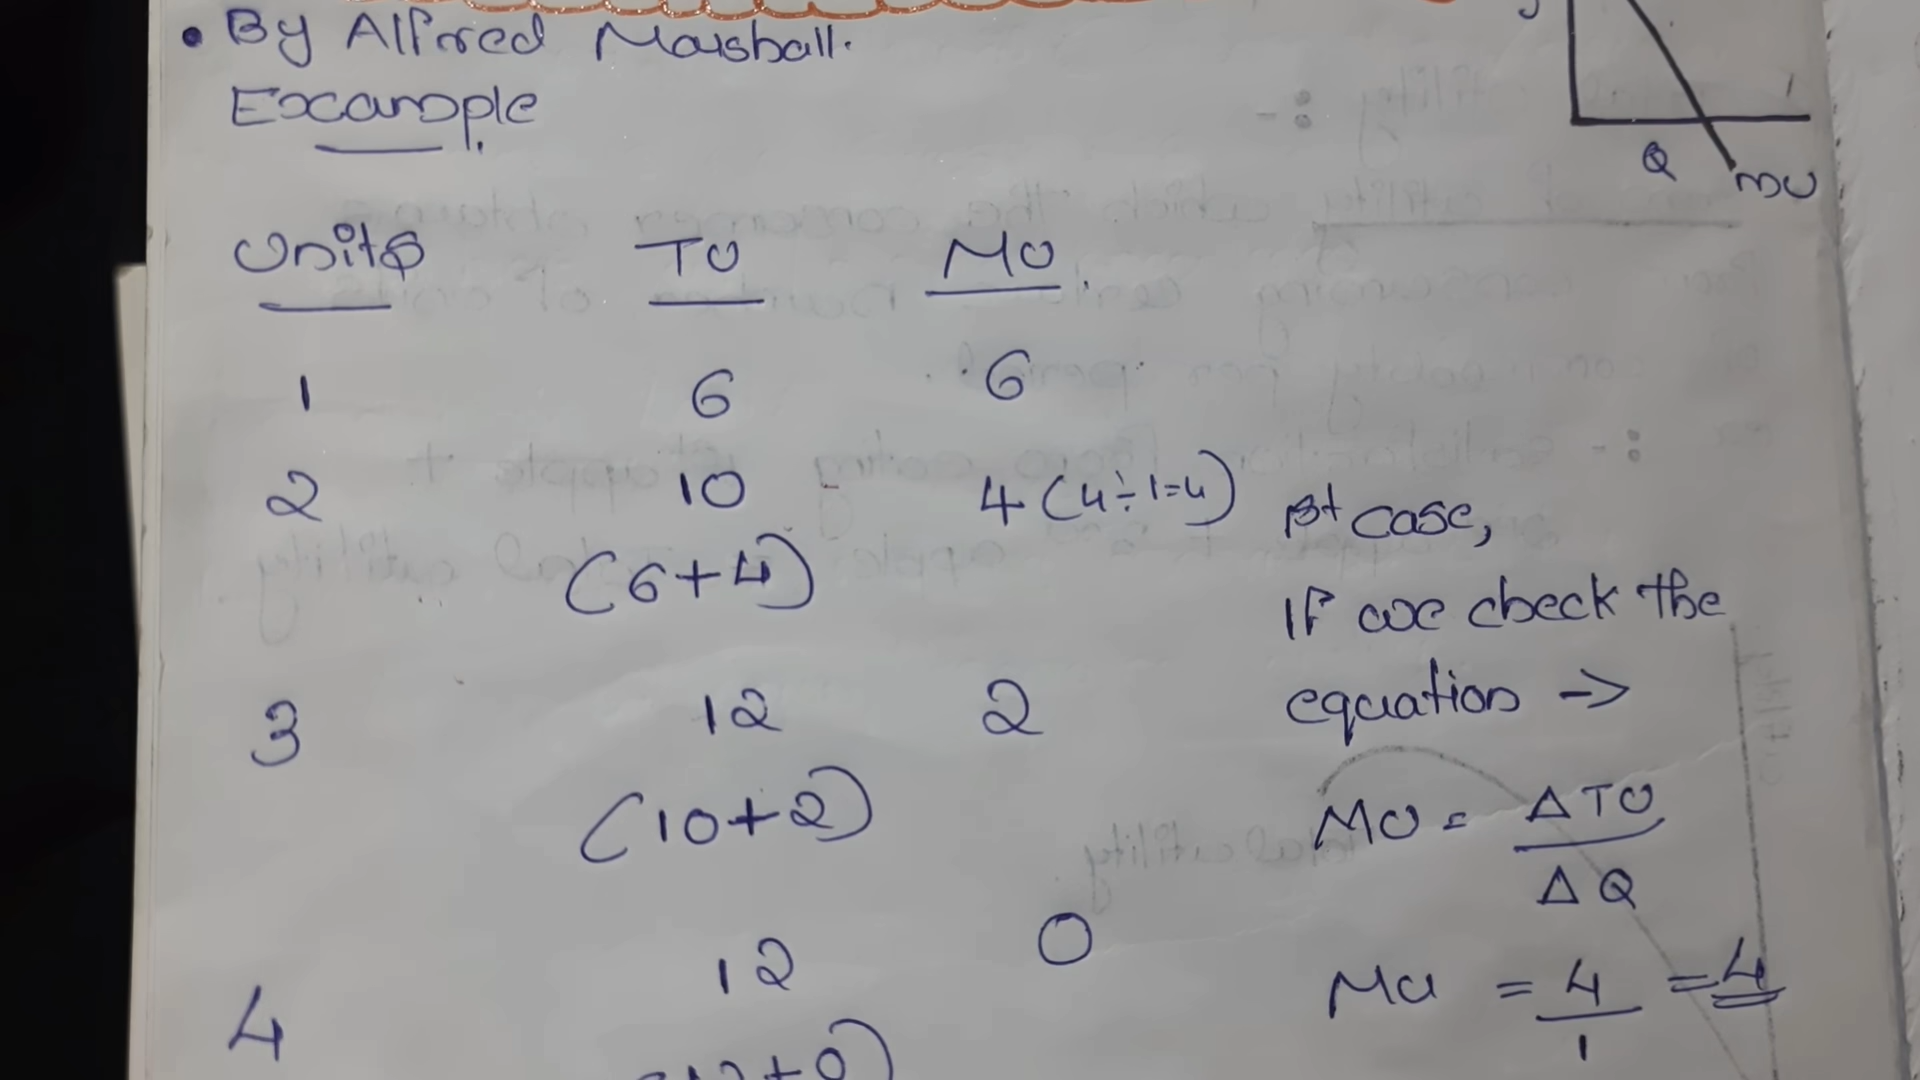 • By Alfred Marshall.
Example
Q
MU
Units TU MU
1 6 6
2 10 4 (4÷1=4)
(6+4)
3 12 2
(10+2)
4 12 0
(12+0)
1st case,
If we check the
equation →
MU = ΔTU
ΔQ
MU = 4 = 4
1